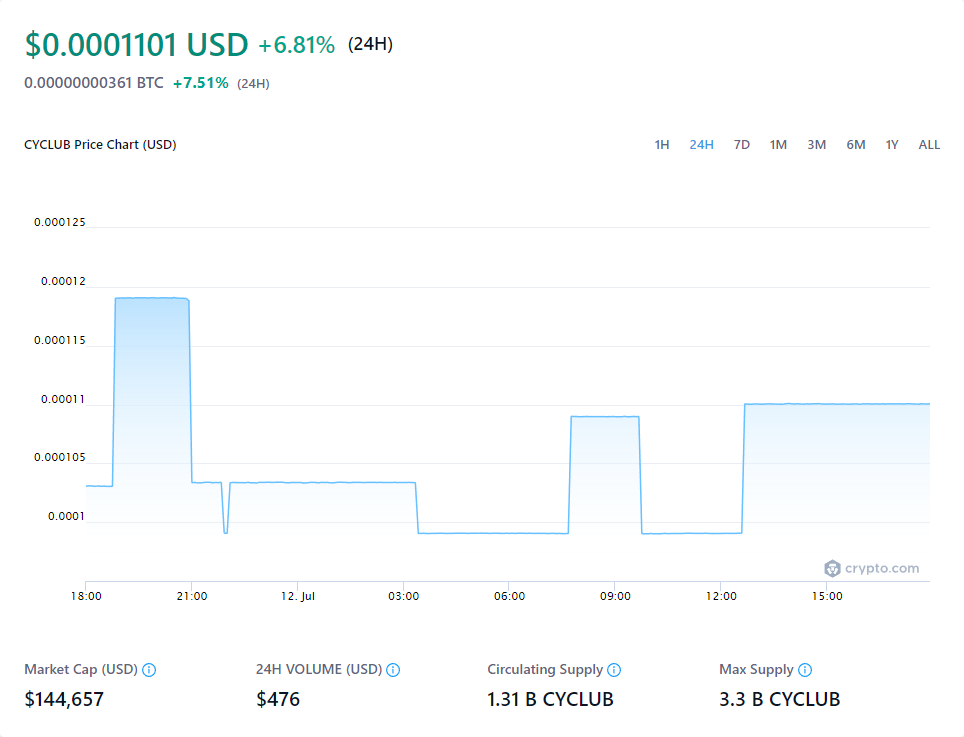 $0.0001101 USD +6.81% (24H)
0.00000000361 BTC +7.51% (24H)
CYCLUB Price Chart (USD) 1H 24H 7D 1M 3M 6M 1Y ALL
0.000125
0.00012
0.000115
0.00011
0.000105
0.0001
crypto.com
18:00 21:00 12. Jul 03:00 06:00 09:00 12:00 15:00
Market Cap (USD) 24H VOLUME (USD) Circulating Supply Max Supply
$144,657 $476 1.31 B CYCLUB 3.3 B CYCLUB